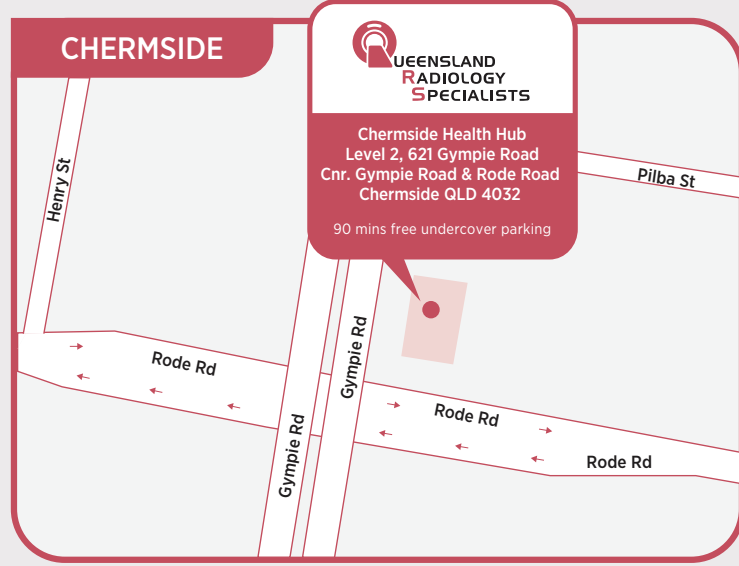 CHERMSIDE
QUEENSLAND
RADIOLOGY
SPECIALISTS
Chermside Health Hub
Level 2, 621 Gympie Road
Cnr. Gympie Road & Rode Road
Chermside QLD 4032
90 mins free undercover parking
Henry St
Pilba St
Rode Rd
Gympie Rd
Gympie Rd
Rode Rd
Rode Rd